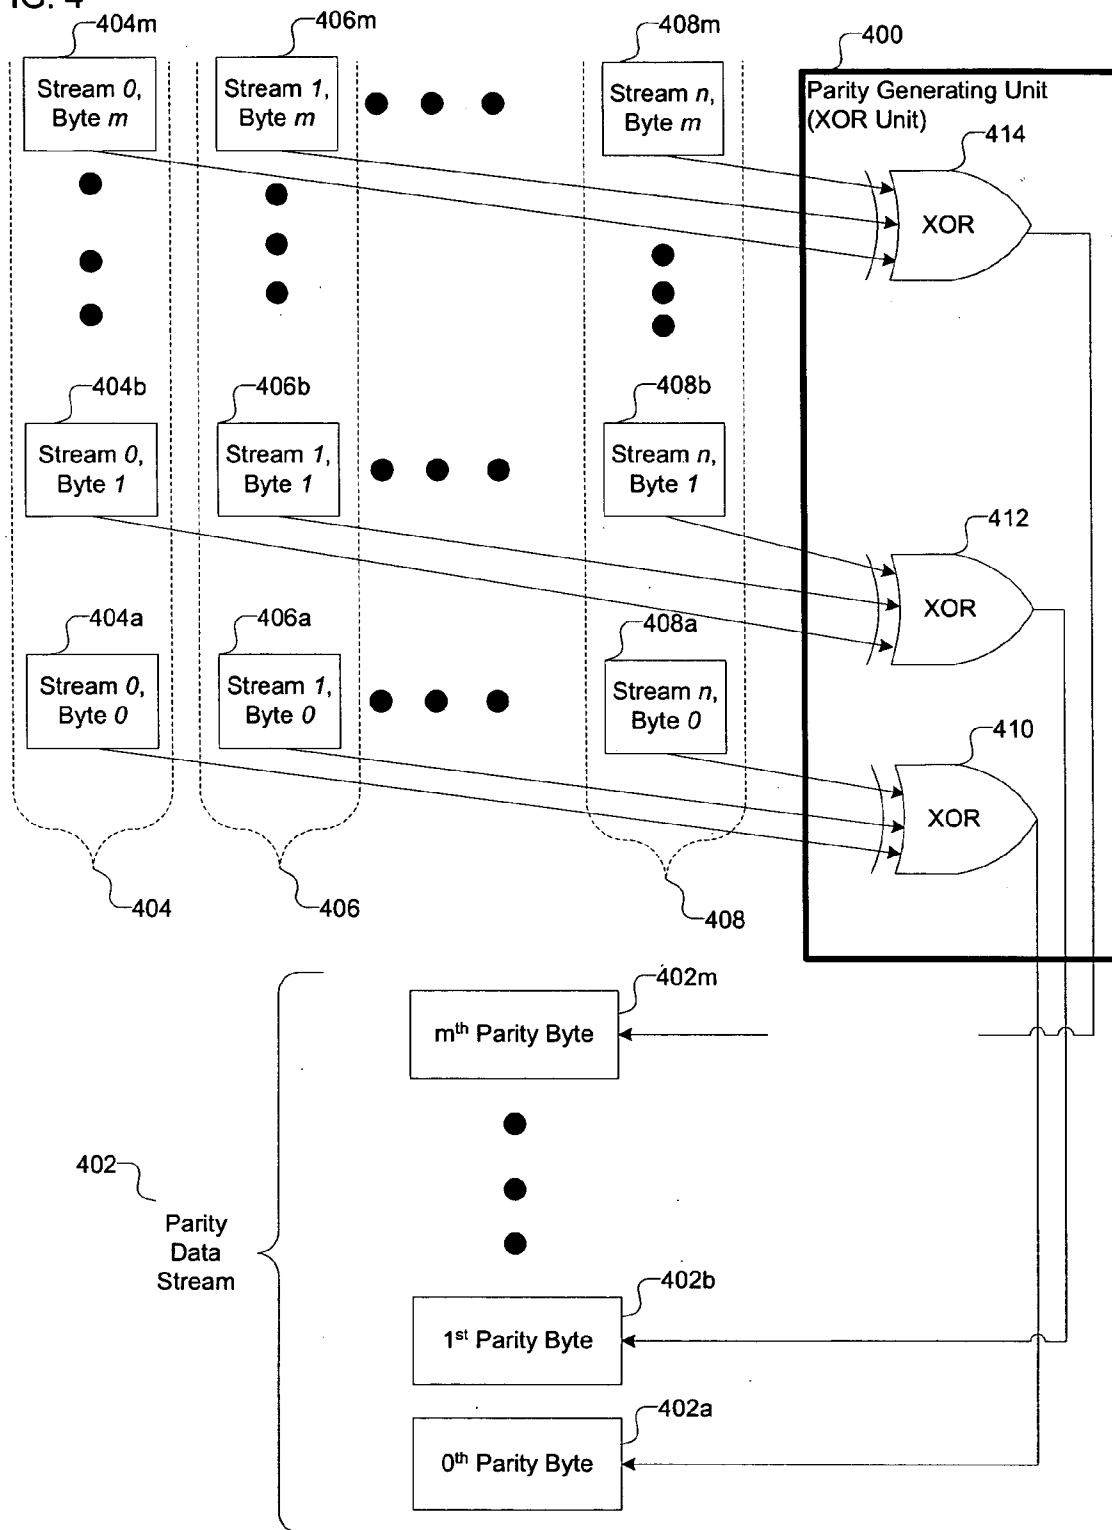 IG. 4
404m
406m
408m
400
Stream 0,
Byte m
Stream 1,
Byte m
Stream n,
Byte m
Parity Generating Unit
(XOR Unit)
414
XOR
404b
406b
408b
Stream 0,
Byte 1
Stream 1,
Byte 1
Stream n,
Byte 1
412
XOR
404a
406a
408a
Stream 0,
Byte 0
Stream 1,
Byte 0
Stream n,
Byte 0
410
XOR
404
406
408
402m
mth Parity Byte
402
Parity
Data
Stream
402b
1st Parity Byte
402a
0th Parity Byte